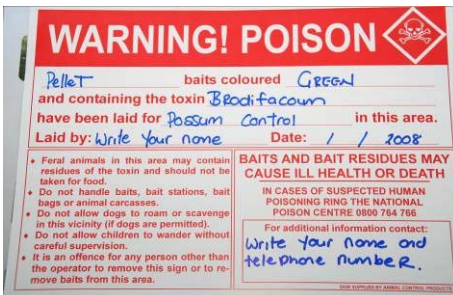 WARNING! POISON
PelleT baits coloured GREEN
and containing the toxin BRodifacoum
have been laid for Possum Control in this area.
Laid by: Write Your name Date: / / 2008
• Feral animals in this area may contain
residues of the toxin and should not be
taken for food.
• Do not handle baits, bait stations, bait
bags or animal carcasses.
• Do not allow dogs to roam or scavenge
in this vicinity (if dogs are permitted).
• Do not allow children to wander without
careful supervision.
• It is an offence for any person other than
the operator to remove this sign or to re-
move baits from this area.
BAITS AND BAIT RESIDUES MAY
CAUSE ILL HEALTH OR DEATH
IN CASES OF SUSPECTED HUMAN
POISONING RING THE NATIONAL
POISON CENTRE 0800 764 766
For additional information contact:
Write Your name and
telephone numbeR.
SIGN SUPPLIED BY ANIMAL CONTROL PRODUCTS